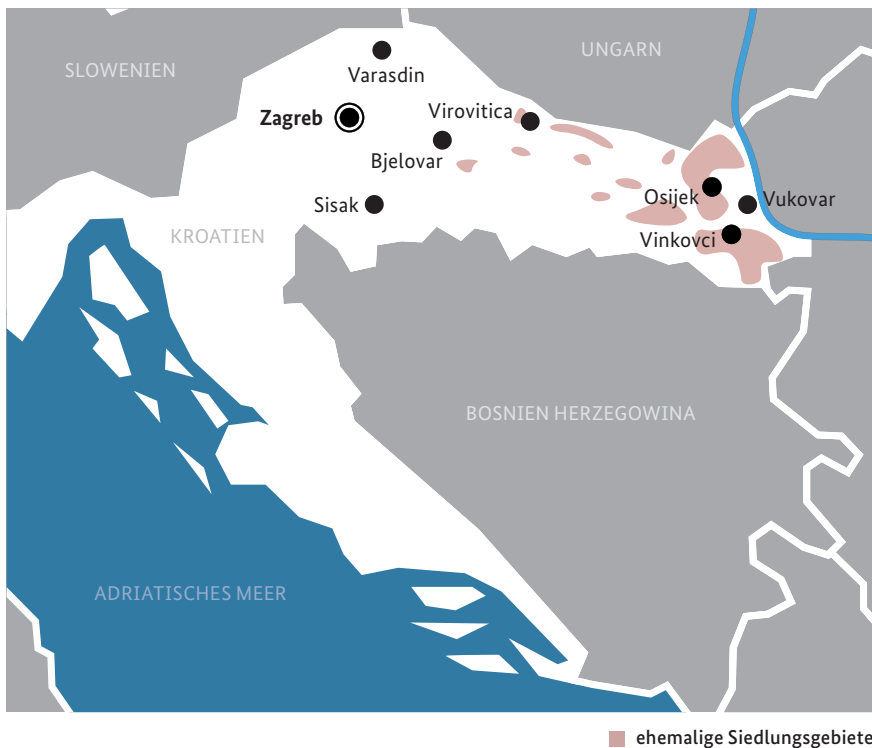 UNGARN
SLOWENIEN
Varasdin
Virovitica
Zagreb
Bjelovar
Osijek
Vukovar
Sisak
KROATIEN
Vinkovci
BOSNIEN HERZEGOWINA
ADRIATISCHES MEER
ehemalige Siedlungsgebiete